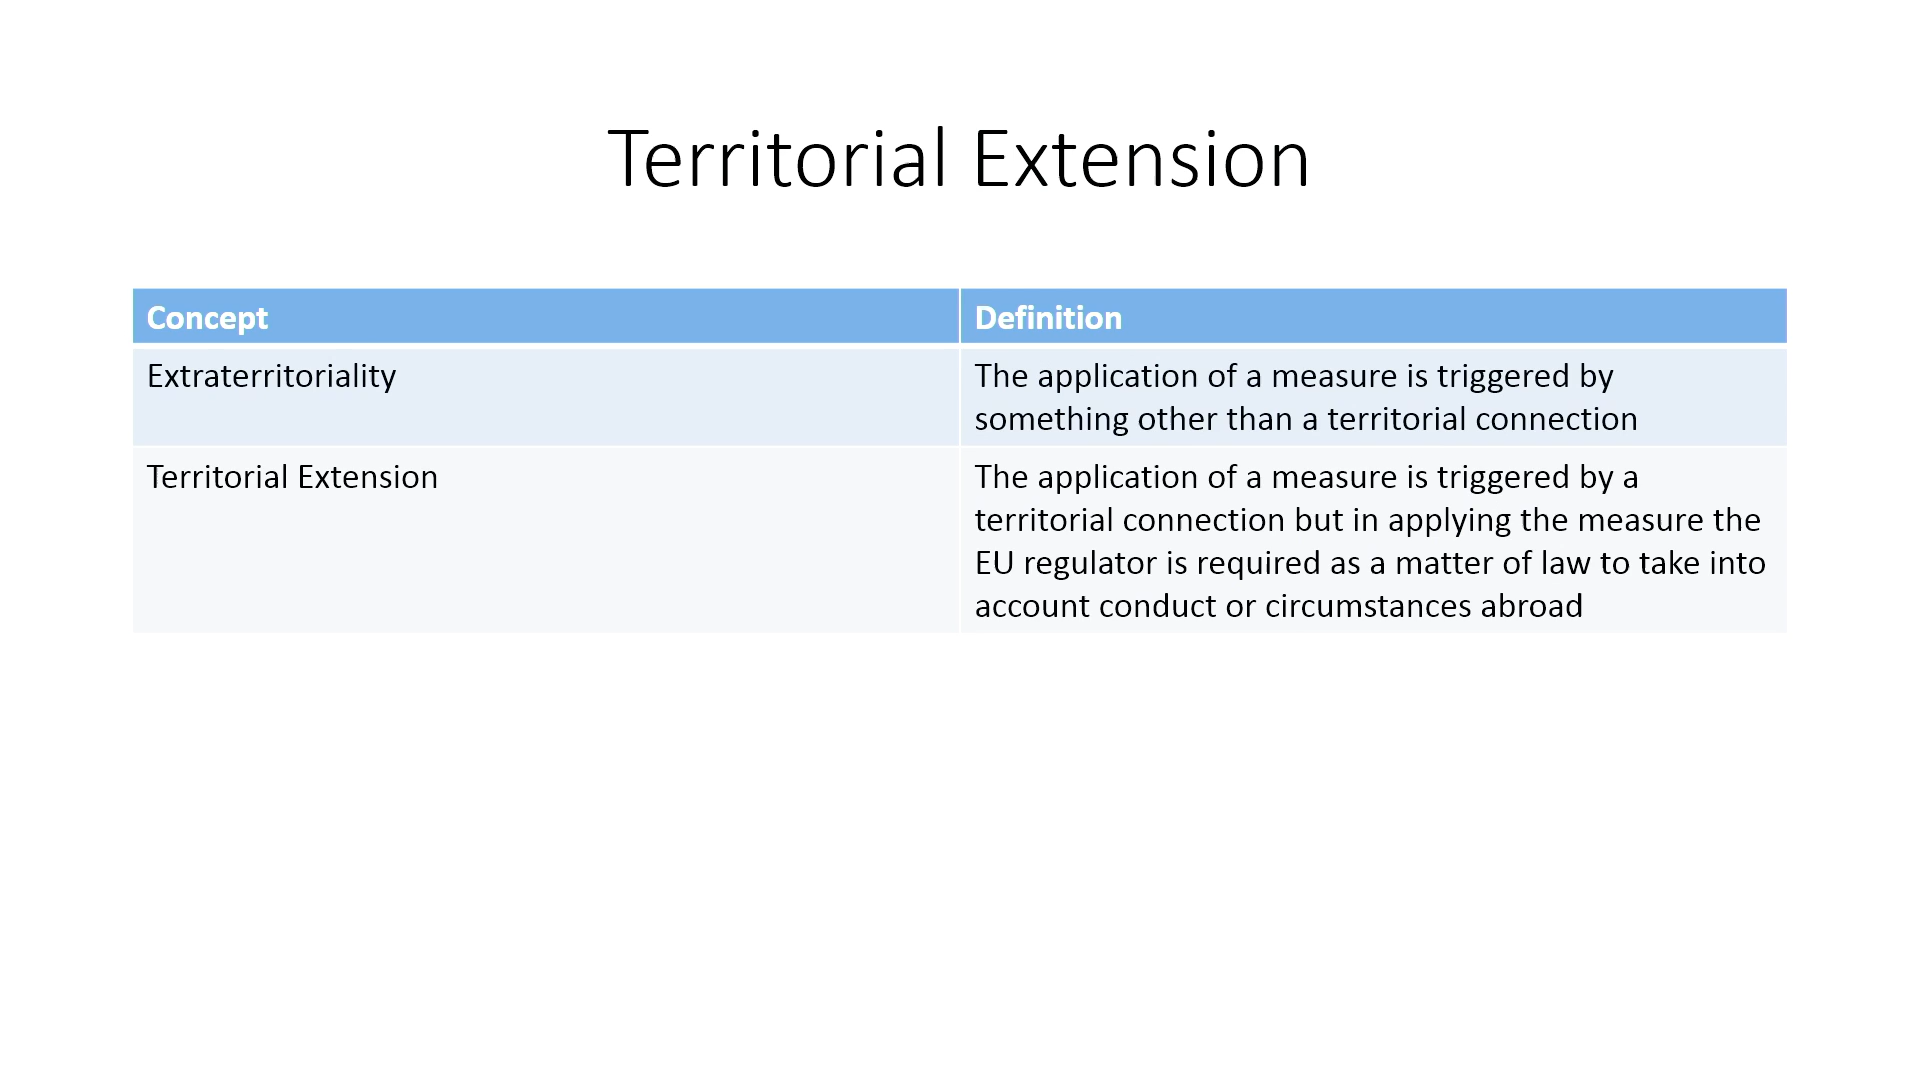 Territorial Extension
Concept
Definition
Extraterritoriality
The application of a measure is triggered by
something other than a territorial connection
Territorial Extension
The application of a measure is triggered by a
territorial connection but in applying the measure the
EU regulator is required as a matter of law to take into
account conduct or circumstances abroad